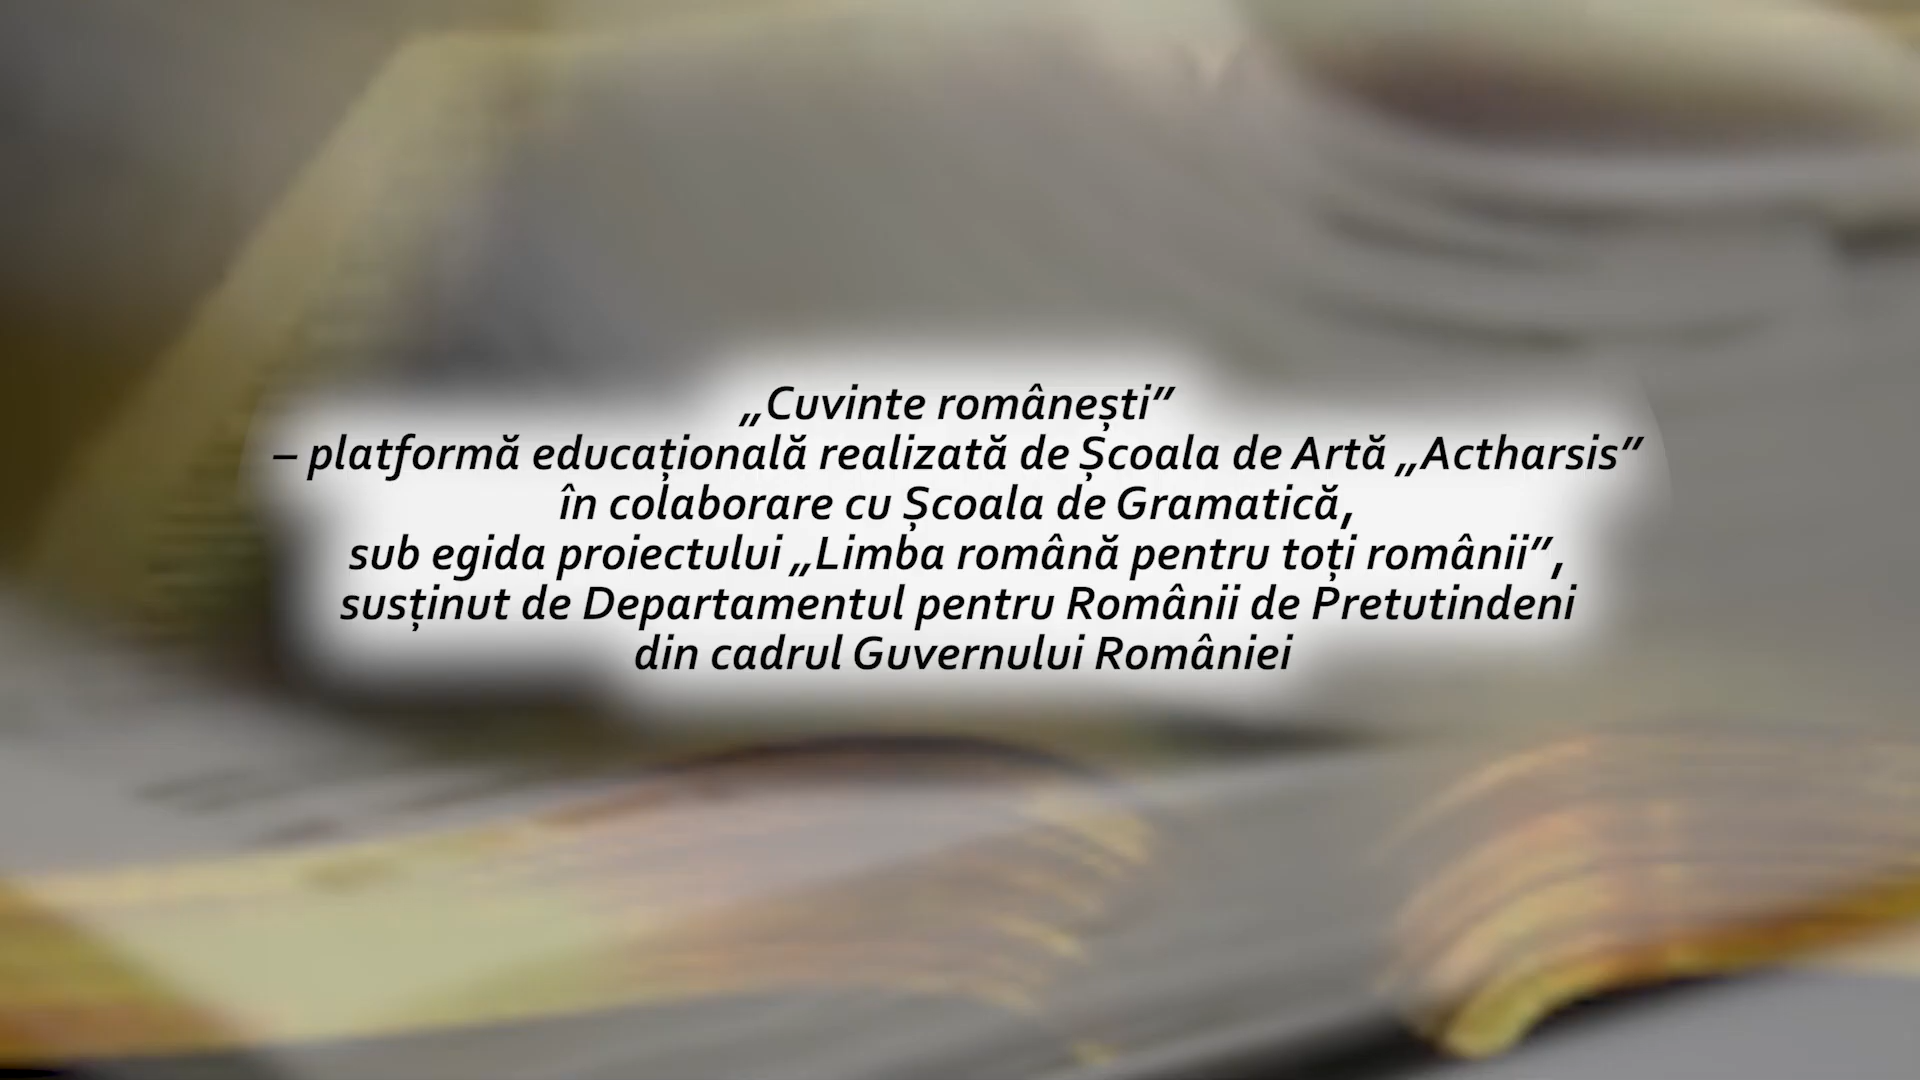 „Cuvinte românești”
– platformă educațională realizată de Școala de Artă „Actharsis”
în colaborare cu Școala de Gramatică,
sub egida proiectului „Limba română pentru toți românii”,
susținut de Departamentul pentru Românii de Pretutindeni
din cadrul Guvernului României